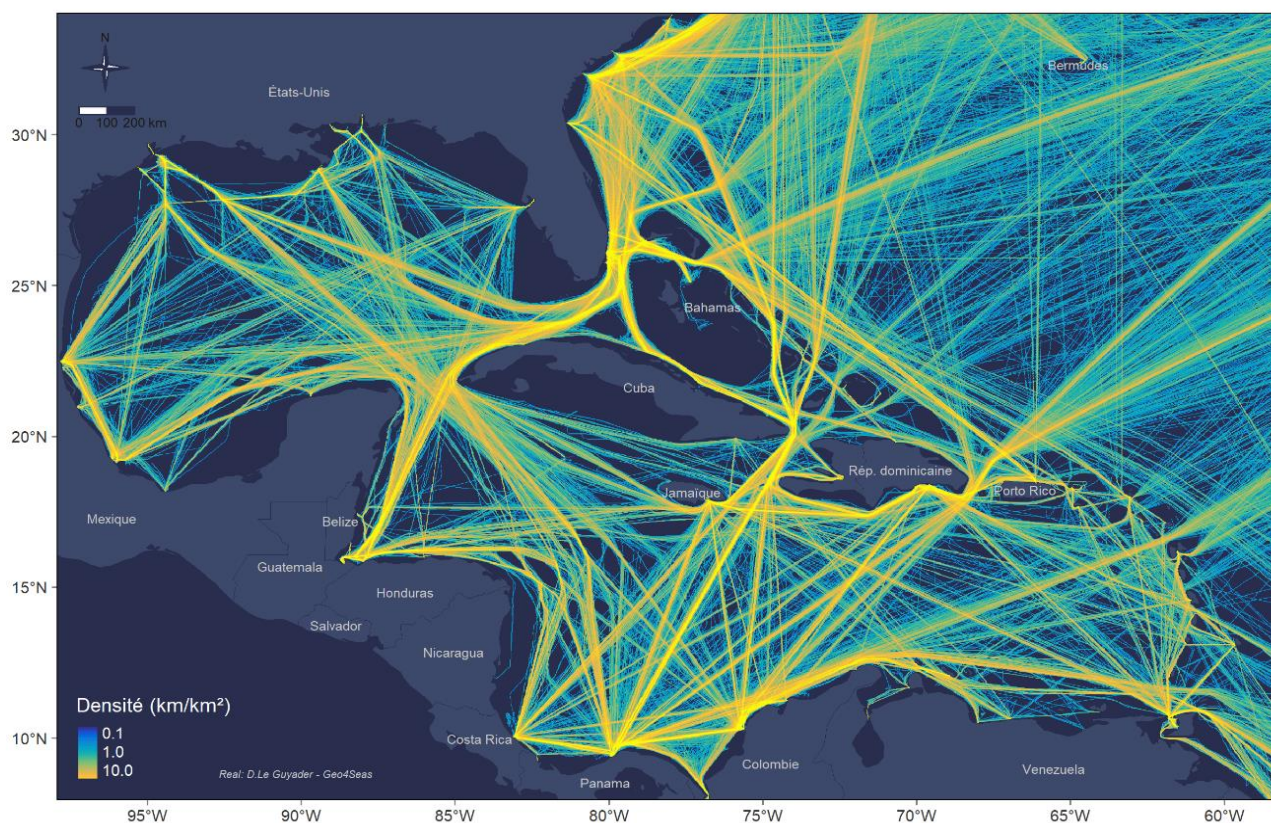 N
États-Unis
0 100 200 km
Bermudes
30°N
25°N
20°N
15°N
10°N
Bahamas
Cuba
Rép. dominicaine
Jamaïque
Porto Rico
Mexique
Belize
Guatemala
Honduras
Salvador
Nicaragua
Costa Rica
Panama
Colombie
Venezuela
Densité (km/km²)
0.1
1.0
10.0
Real: D.Le Guyader - Geo4Seas
95°W 90°W 85°W 80°W 75°W 70°W 65°W 60°W